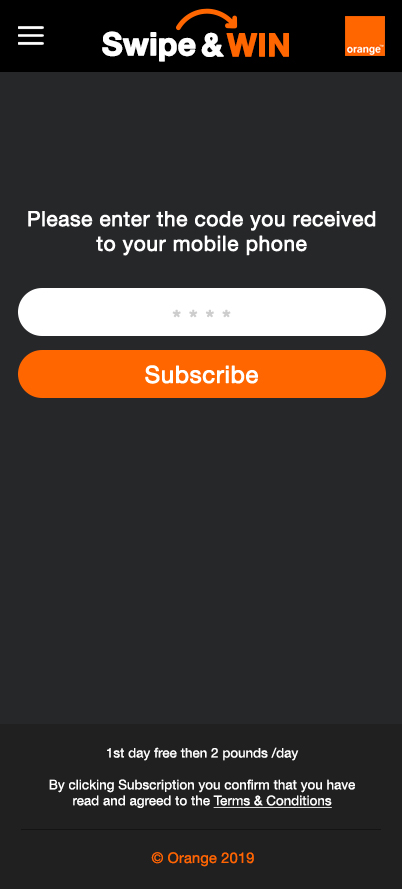 Swipe & WIN
orange™
Please enter the code you received
to your mobile phone
* * * *
Subscribe
1st day free then 2 pounds /day
By clicking Subscription you confirm that you have
read and agreed to the Terms & Conditions
© Orange 2019